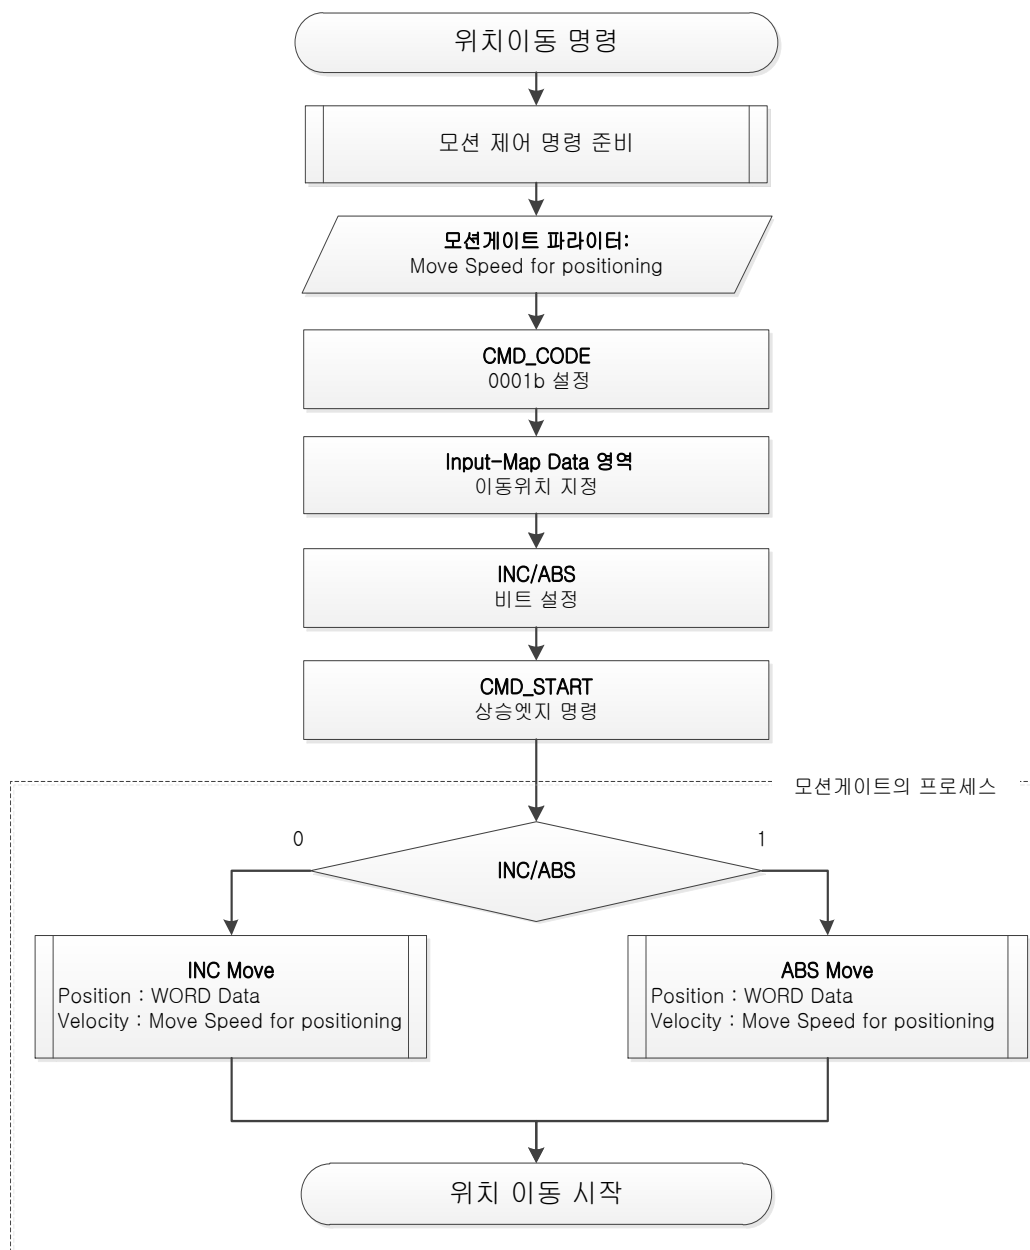 위치이동 명령
모션 제어 명령 준비
모션게이트 파라이터:
Move Speed for positioning
CMD_CODE
0001b 설정
Input-Map Data 영역
이동위치 지정
INC/ABS
비트 설정
CMD_START
상승엣지 명령
모션게이트의 프로세스
0
1
INC/ABS
INC Move
Position : WORD Data
Velocity : Move Speed for positioning
ABS Move
Position : WORD Data
Velocity : Move Speed for positioning
위치 이동 시작